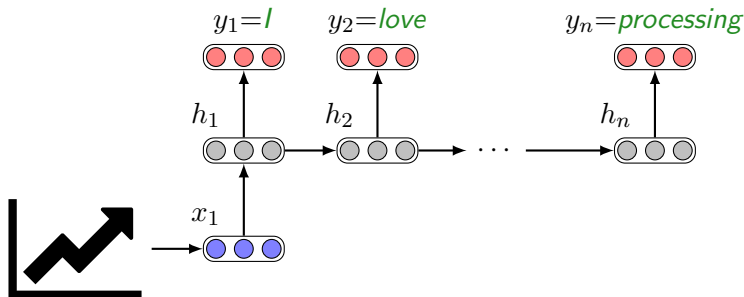 y₁=I y₂=love yₙ=processing
h₁ h₂ hₙ
···
x₁